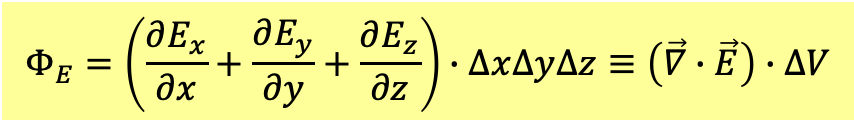 Φ_E = (∂E_x/∂x + ∂E_y/∂y + ∂E_z/∂z) · ΔxΔyΔz ≡ (∇⃗ · E⃗) · ΔV